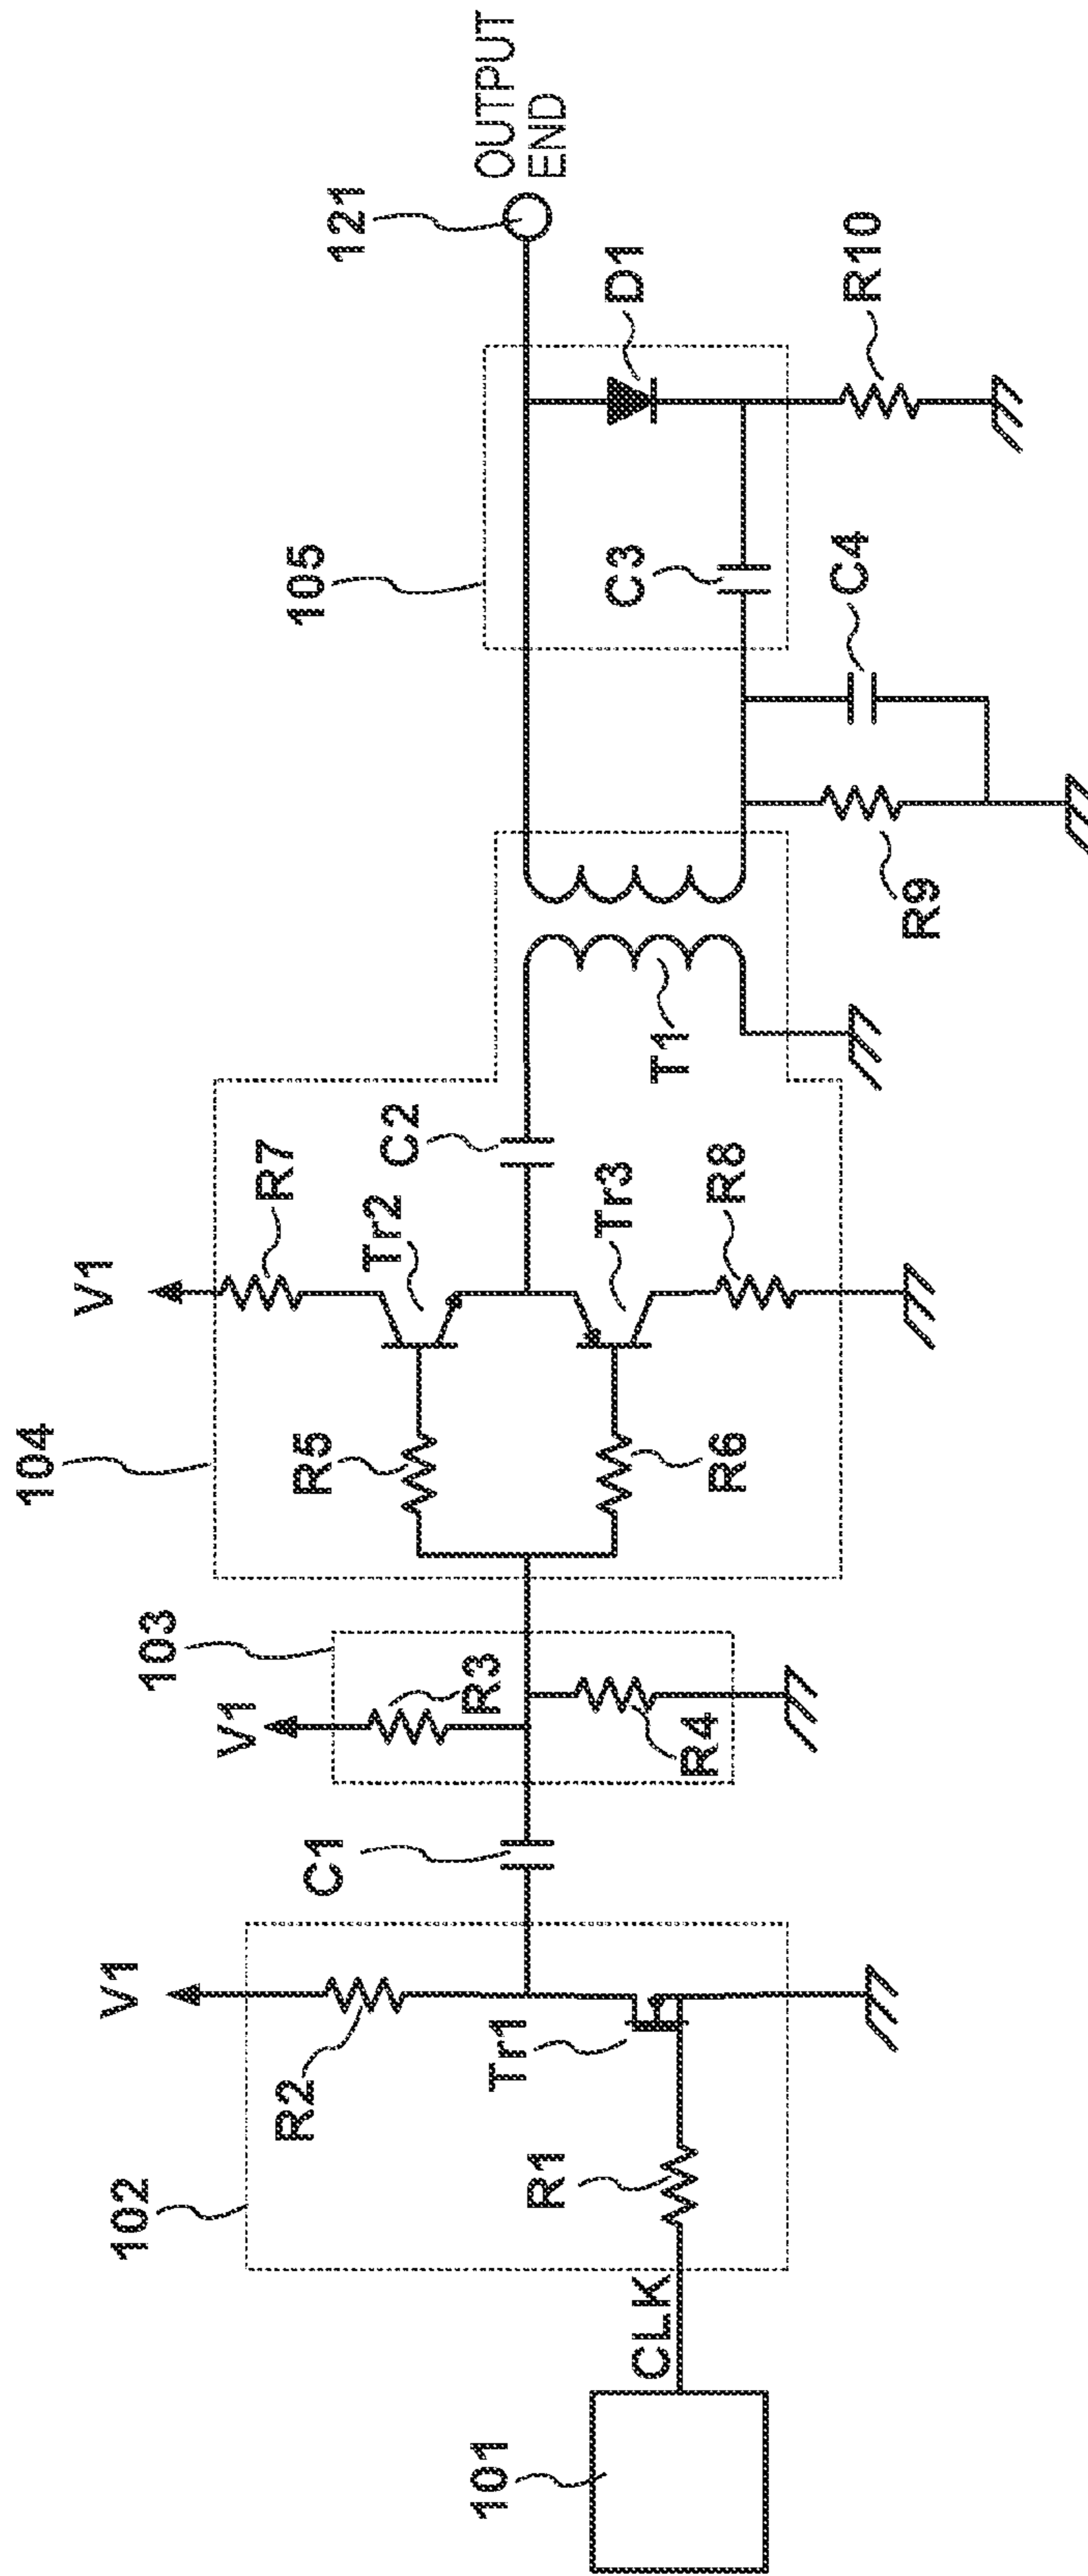 101
CLK
102
R1
R2
Tr1
V1
C1
103
V1
R3
R4
104
R5
R6
V1
R7
Tr2
Tr3
R8
C2
T1
R9
C4
105
C3
D1
R10
121
OUTPUT
END